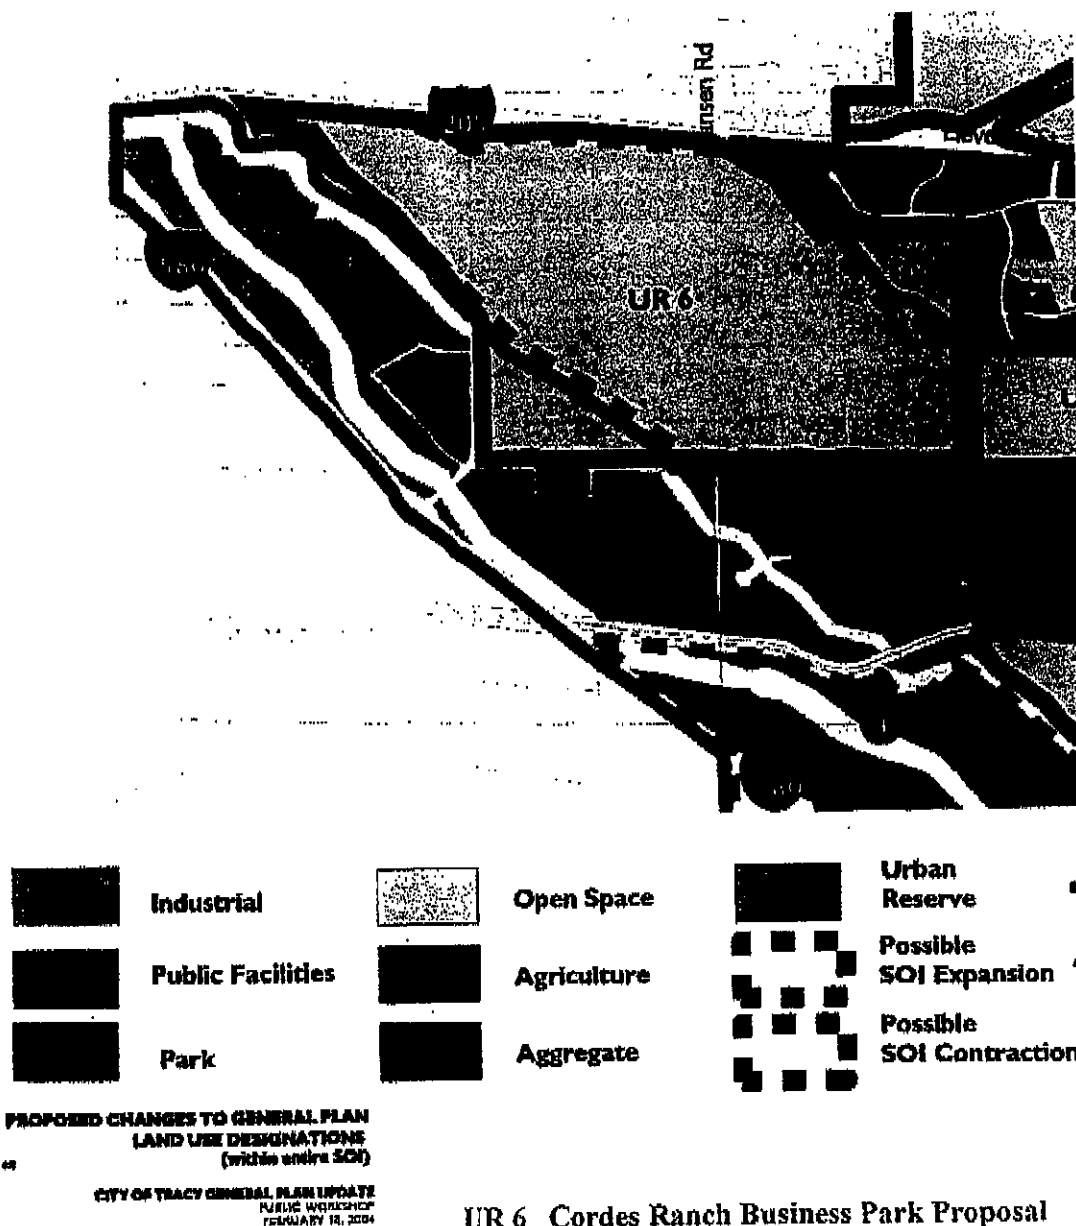 nsen Rd
UR 6
Industrial
Open Space
Urban
Reserve
Public Facilities
Agriculture
Possible
SOI Expansion
Park
Aggregate
Possible
SOI Contraction
PROPOSED CHANGES TO GENERAL PLAN
LAND USE DESIGNATIONS
(within entire SOI)
CITY OF TRACY GENERAL PLAN UPDATE
PUBLIC WORKSHOP
UR 6 Cordes Ranch Business Park Proposal